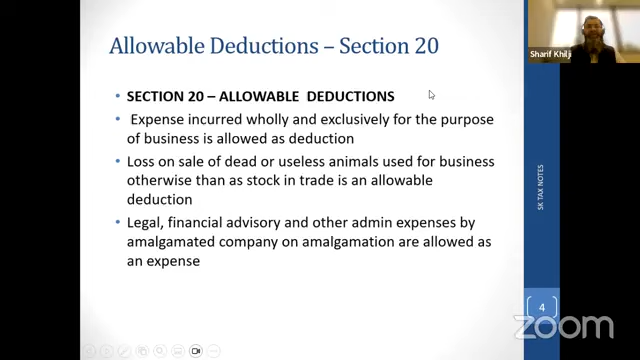 Allowable Deductions – Section 20
Sharif Khilji
• SECTION 20 – ALLOWABLE DEDUCTIONS
• Expense incurred wholly and exclusively for the purpose
of business is allowed as deduction
• Loss on sale of dead or useless animals used for business
otherwise than as stock in trade is an allowable
deduction
• Legal, financial advisory and other admin expenses by
amalgamated company on amalgamation are allowed as
an expense
SK TAX NOTES
4
zoom